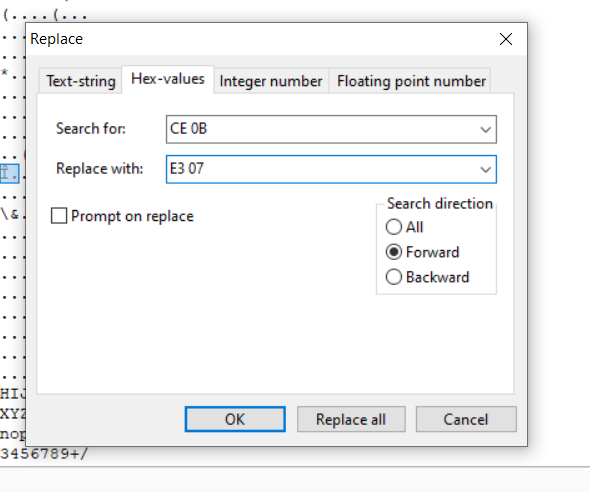 (....(...
Replace
Text-string Hex-values Integer number Floating point number
Search for: CE 0B
Replace with: E3 07
Prompt on replace
Search direction
All
Forward
Backward
\&.
HIJ
XYZ
nop
OK Replace all Cancel
3456789+/